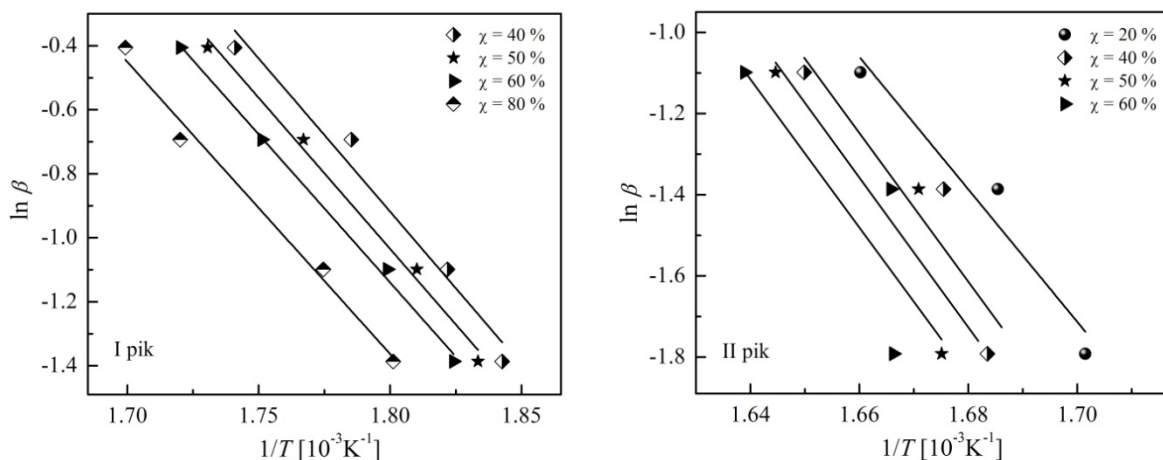 -0.4
-0.6
-0.8
-1.0
-1.2
-1.4
ln β
χ = 40 %
χ = 50 %
χ = 60 %
χ = 80 %
I pik
1.70
1.75
1.80
1.85
1/T [10⁻³K⁻¹]
-1.0
-1.2
-1.4
-1.6
-1.8
ln β
χ = 20 %
χ = 40 %
χ = 50 %
χ = 60 %
II pik
1.64
1.66
1.68
1.70
1/T [10⁻³K⁻¹]